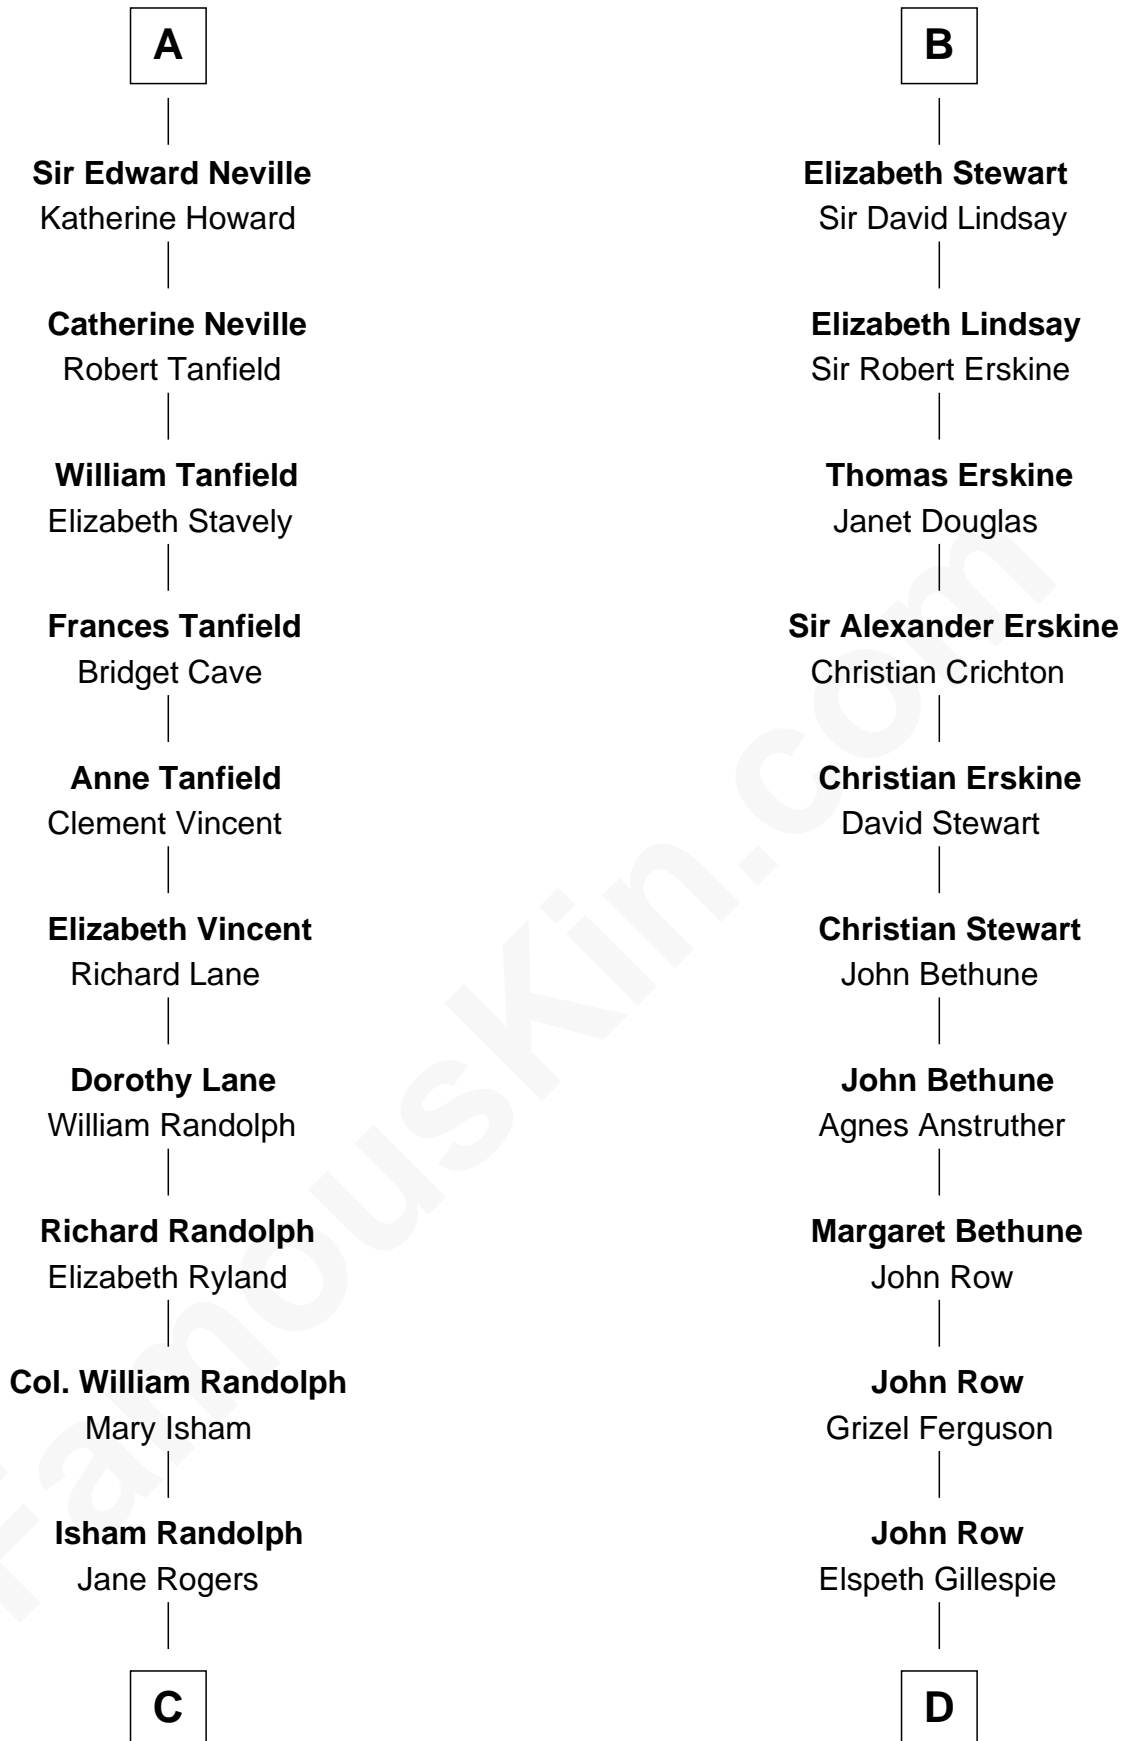 A
Sir Edward Neville
Katherine Howard
Catherine Neville
Robert Tanfield
William Tanfield
Elizabeth Stavely
Frances Tanfield
Bridget Cave
Anne Tanfield
Clement Vincent
Elizabeth Vincent
Richard Lane
Dorothy Lane
William Randolph
Richard Randolph
Elizabeth Ryland
Col. William Randolph
Mary Isham
Isham Randolph
Jane Rogers
C
B
Elizabeth Stewart
Sir David Lindsay
Elizabeth Lindsay
Sir Robert Erskine
Thomas Erskine
Janet Douglas
Sir Alexander Erskine
Christian Crichton
Christian Erskine
David Stewart
Christian Stewart
John Bethune
John Bethune
Agnes Anstruther
Margaret Bethune
John Row
John Row
Grizel Ferguson
John Row
Elspeth Gillespie
D
FamousKin.com